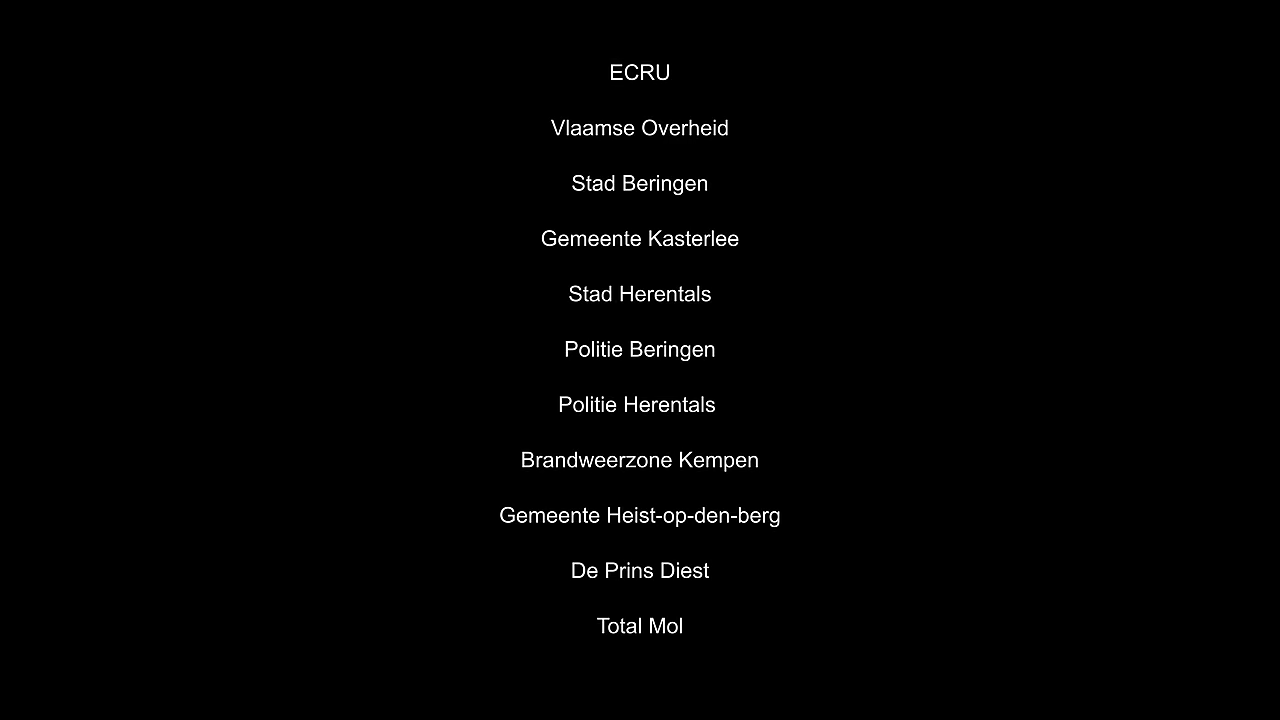 ECRU
Vlaamse Overheid
Stad Beringen
Gemeente Kasterlee
Stad Herentals
Politie Beringen
Politie Herentals
Brandweerzone Kempen
Gemeente Heist-op-den-berg
De Prins Diest
Total Mol